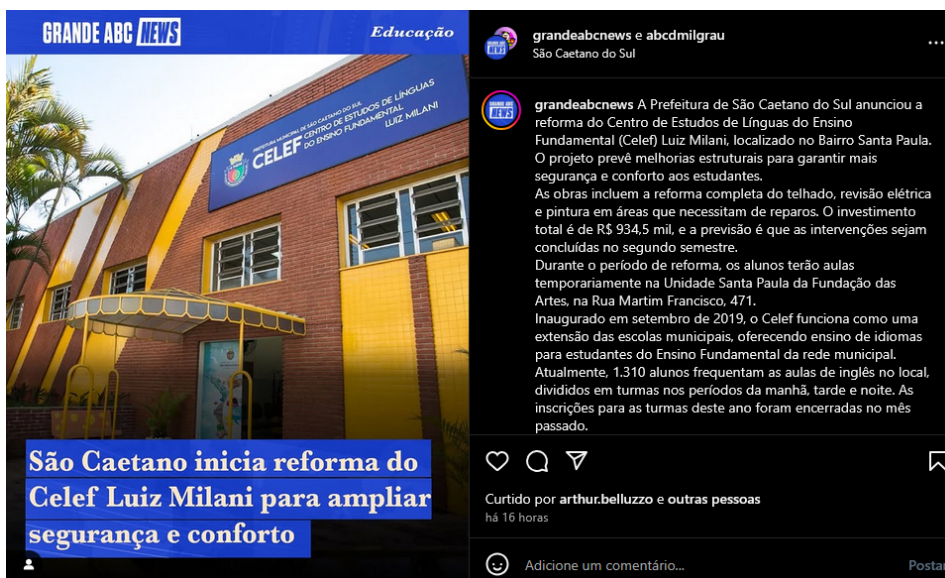 GRANDE ABC NEWS
Educação
PREFEITURA MUNICIPAL DE SÃO CAETANO DO SUL
CELEF CENTRO DE ESTUDOS DE LÍNGUAS
DO ENSINO FUNDAMENTAL
LUIZ MILANI
São Caetano inicia reforma do
Celef Luiz Milani para ampliar
segurança e conforto
grandeabcnews e abcdmilgrau
São Caetano do Sul
grandeabcnews A Prefeitura de São Caetano do Sul anunciou a
reforma do Centro de Estudos de Línguas do Ensino
Fundamental (Celef) Luiz Milani, localizado no Bairro Santa Paula.
O projeto prevê melhorias estruturais para garantir mais
segurança e conforto aos estudantes.
As obras incluem a reforma completa do telhado, revisão elétrica
e pintura em áreas que necessitam de reparos. O investimento
total é de R$ 934,5 mil, e a previsão é que as intervenções sejam
concluídas no segundo semestre.
Durante o período de reforma, os alunos terão aulas
temporariamente na Unidade Santa Paula da Fundação das
Artes, na Rua Martim Francisco, 471.
Inaugurado em setembro de 2019, o Celef funciona como uma
extensão das escolas municipais, oferecendo ensino de idiomas
para estudantes do Ensino Fundamental da rede municipal.
Atualmente, 1.310 alunos frequentam as aulas de inglês no local,
divididos em turmas nos períodos da manhã, tarde e noite. As
inscrições para as turmas deste ano foram encerradas no mês
passado.
Curtido por arthur.belluzzo e outras pessoas
há 16 horas
Adicione um comentário...
Postar